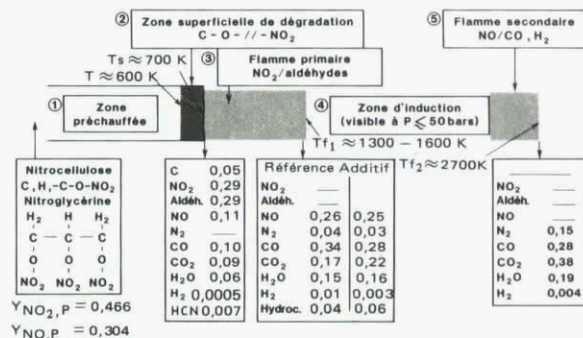 ② Zone superficielle de dégradation
C – O – // – NO₂
⑤ Flamme secondaire
NO/CO, H₂
Ts ≈ 700 K
T ≈ 600 K
③ Flamme primaire
NO₂/aldéhydes
① Zone
préchauffée
④ Zone d'induction
(visible à P ⩽ 50 bars)
Tf₁ ≈ 1300 – 1600 K
Tf₂ ≈ 2700K
Nitrocellulose
C, H, -C-O-NO₂
Nitroglycérine
H₂ H H₂
C — C — C
O O O
NO₂ NO₂ NO₂
Y NO₂, P = 0,466
Y NO, P = 0,304
C 0,05
NO₂ 0,29
Aldéh. 0,29
NO 0,11
N₂ —
CO 0,10
CO₂ 0,09
H₂O 0,06
H₂ 0,0005
HCN 0,007
Référence Additif
NO₂ — —
Aldéh. — —
NO 0,26 0,25
N₂ 0,04 0,03
CO 0,34 0,28
CO₂ 0,17 0,22
H₂O 0,15 0,16
H₂ 0,01 0,003
Hydroc. 0,04 0,06
NO₂ —
Aldéh. —
NO —
N₂ 0,15
CO 0,28
CO₂ 0,38
H₂O 0,19
H₂ 0,004